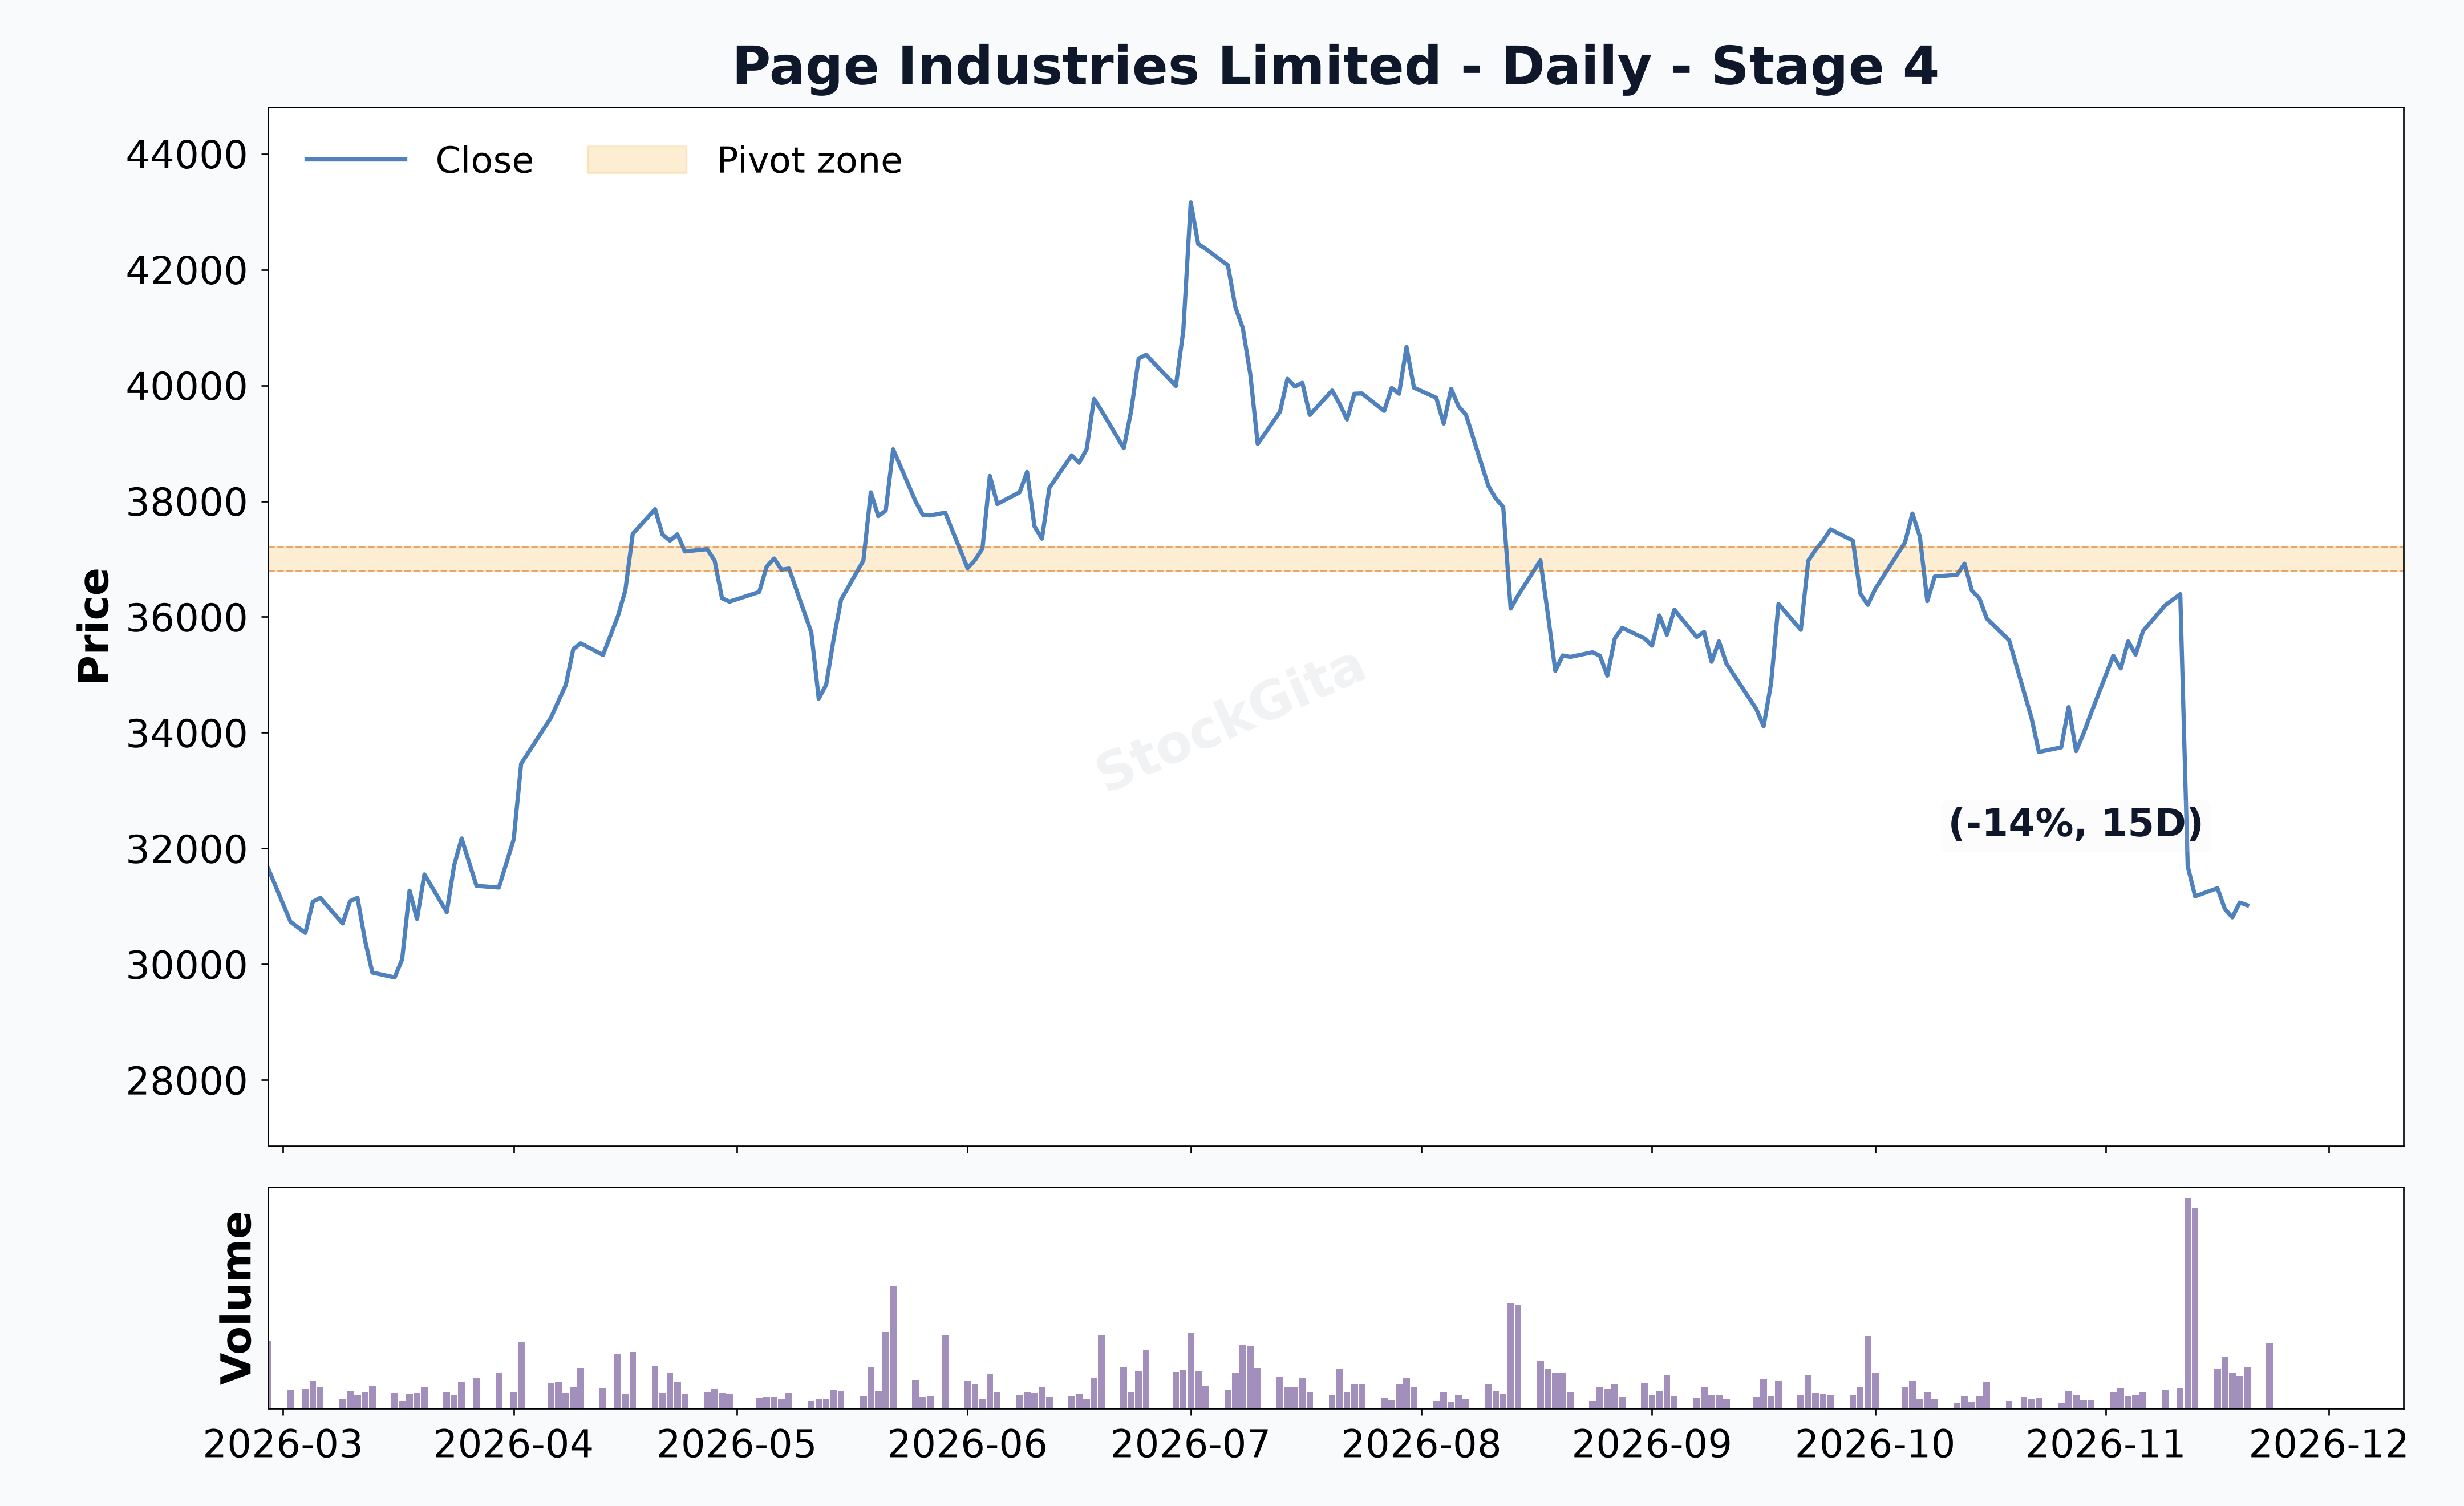 Page Industries Limited - Daily - Stage 4
Close
Pivot zone
44000
42000
40000
38000
36000
34000
32000
30000
28000
Price
StockGita
(-14%, 15D)
Volume
2026-03
2026-04
2026-05
2026-06
2026-07
2026-08
2026-09
2026-10
2026-11
2026-12